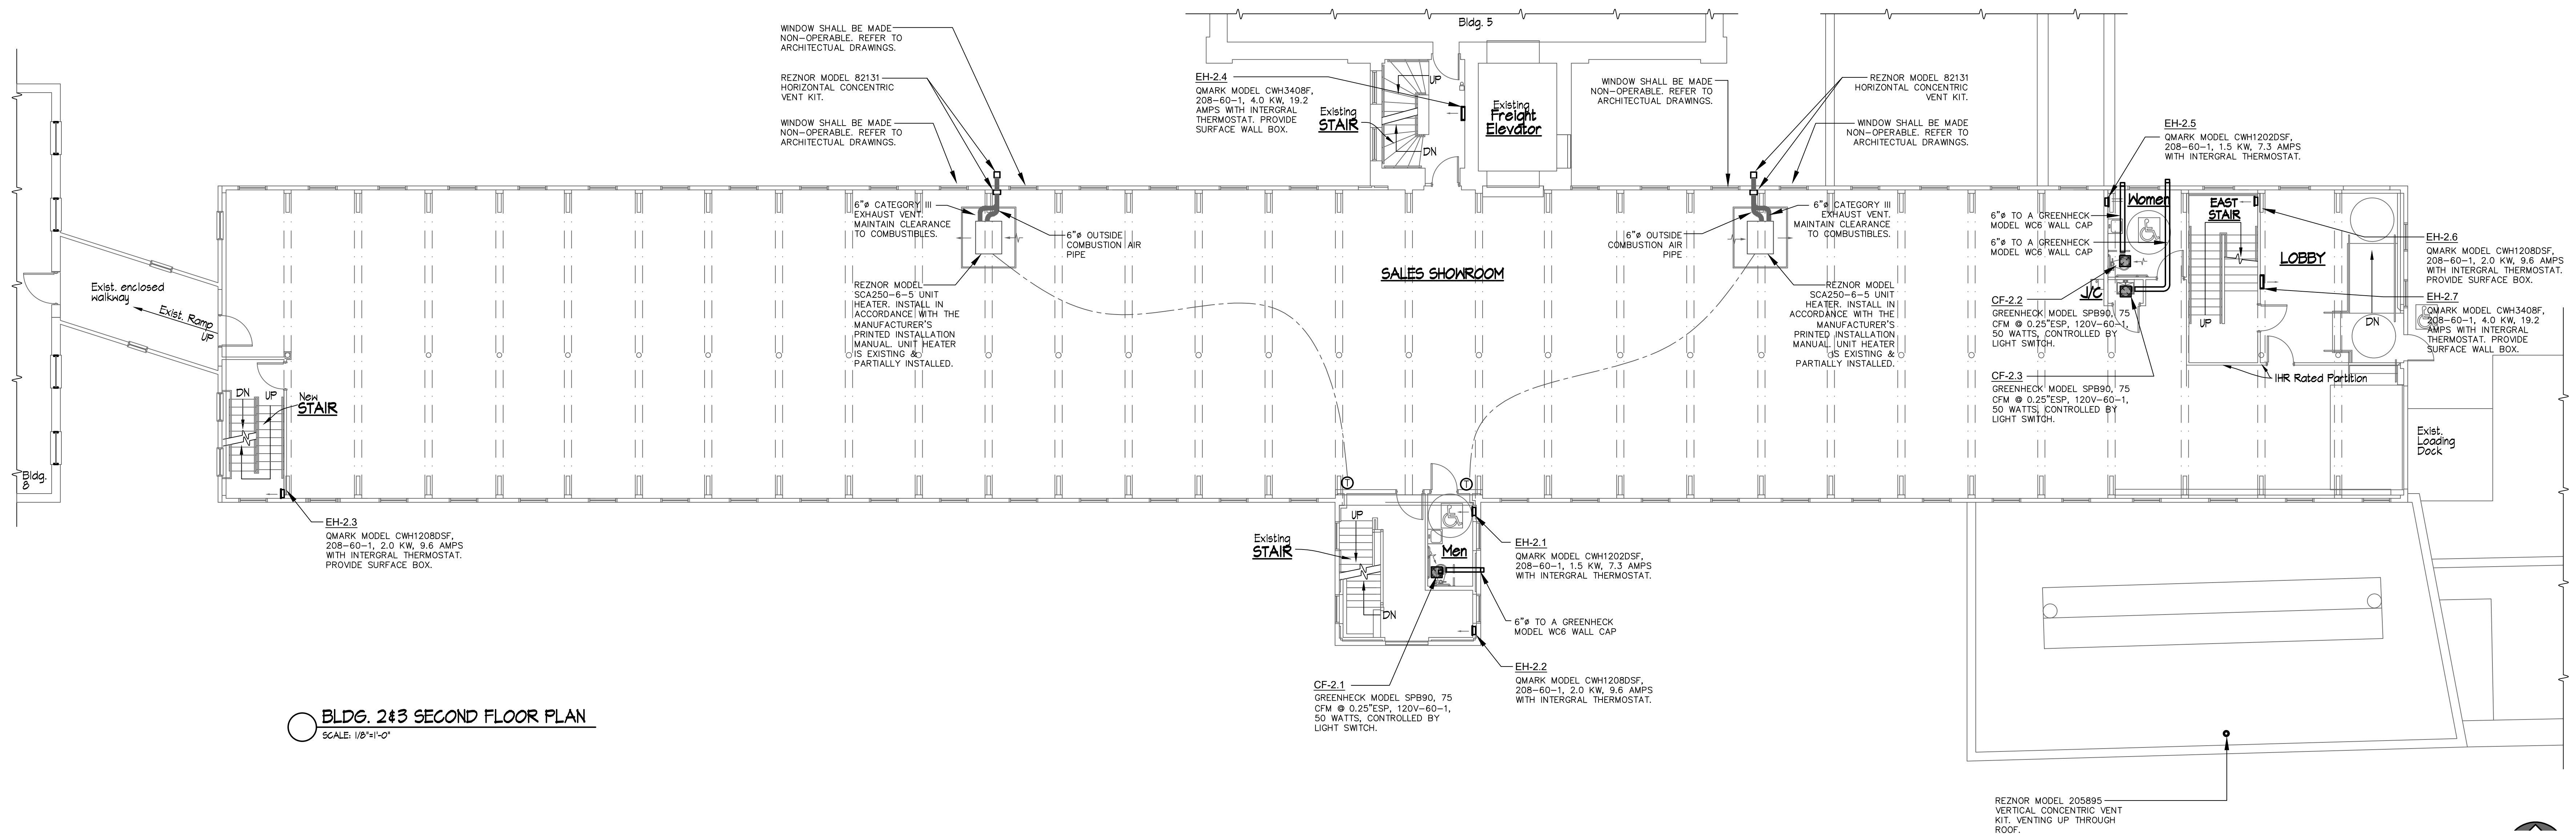 Bldg. 5
WINDOW SHALL BE MADE
NON-OPERABLE. REFER TO
ARCHITECTUAL DRAWINGS.
REZNOR MODEL 82131
HORIZONTAL CONCENTRIC
VENT KIT.
WINDOW SHALL BE MADE
NON-OPERABLE. REFER TO
ARCHITECTUAL DRAWINGS.
EH-2.4
QMARK MODEL CWH3408F,
208-60-1, 4.0 KW, 19.2
AMPS WITH INTERGRAL
THERMOSTAT. PROVIDE
SURFACE WALL BOX.
Existing
STAIR
UP
DN
Existing
Freight
Elevator
WINDOW SHALL BE MADE
NON-OPERABLE. REFER TO
ARCHITECTUAL DRAWINGS.
REZNOR MODEL 82131
HORIZONTAL CONCENTRIC
VENT KIT.
WINDOW SHALL BE MADE
NON-OPERABLE. REFER TO
ARCHITECTUAL DRAWINGS.
EH-2.5
QMARK MODEL CWH1202DSF,
208-60-1, 1.5 KW, 7.3 AMPS
WITH INTERGRAL THERMOSTAT.
6"ø CATEGORY III
EXHAUST VENT.
MAINTAIN CLEARANCE
TO COMBUSTIBLES.
6"ø OUTSIDE
COMBUSTION AIR
PIPE
REZNOR MODEL
SCA250-6-5 UNIT
HEATER. INSTALL IN
ACCORDANCE WITH THE
MANUFACTURER'S
PRINTED INSTALLATION
MANUAL. UNIT HEATER
IS EXISTING &
PARTIALLY INSTALLED.
SALES SHOWROOM
6"ø OUTSIDE
COMBUSTION AIR
PIPE
6"ø CATEGORY III
EXHAUST VENT.
MAINTAIN CLEARANCE
TO COMBUSTIBLES.
REZNOR MODEL
SCA250-6-5 UNIT
HEATER. INSTALL IN
ACCORDANCE WITH THE
MANUFACTURER'S
PRINTED INSTALLATION
MANUAL. UNIT HEATER
IS EXISTING &
PARTIALLY INSTALLED.
6"ø TO A GREENHECK
MODEL WC6 WALL CAP
6"ø TO A GREENHECK
MODEL WC6 WALL CAP
Women
J/C
EAST
STAIR
UP
LOBBY
DN
CF-2.2
GREENHECK MODEL SPB90, 75
CFM @ 0.25"ESP, 120V-60-1,
50 WATTS, CONTROLLED BY
LIGHT SWITCH.
CF-2.3
GREENHECK MODEL SPB90, 75
CFM @ 0.25"ESP, 120V-60-1,
50 WATTS, CONTROLLED BY
LIGHT SWITCH.
EH-2.6
QMARK MODEL CWH1208DSF,
208-60-1, 2.0 KW, 9.6 AMPS
WITH INTERGRAL THERMOSTAT.
PROVIDE SURFACE BOX.
EH-2.7
QMARK MODEL CWH3408F,
208-60-1, 4.0 KW, 19.2
AMPS WITH INTERGRAL
THERMOSTAT. PROVIDE
SURFACE WALL BOX.
1HR Rated Partition
Exist.
Loading
Dock
Exist. enclosed
walkway
Exist. Ramp
UP
DN
UP
New
STAIR
Bldg.
8
EH-2.3
QMARK MODEL CWH1208DSF,
208-60-1, 2.0 KW, 9.6 AMPS
WITH INTERGRAL THERMOSTAT.
PROVIDE SURFACE BOX.
T
T
Existing
STAIR
UP
DN
Men
EH-2.1
QMARK MODEL CWH1202DSF,
208-60-1, 1.5 KW, 7.3 AMPS
WITH INTERGRAL THERMOSTAT.
6"ø TO A GREENHECK
MODEL WC6 WALL CAP
EH-2.2
QMARK MODEL CWH1208DSF,
208-60-1, 2.0 KW, 9.6 AMPS
WITH INTERGRAL THERMOSTAT.
CF-2.1
GREENHECK MODEL SPB90, 75
CFM @ 0.25"ESP, 120V-60-1,
50 WATTS, CONTROLLED BY
LIGHT SWITCH.
BLDG. 2&3 SECOND FLOOR PLAN
SCALE: 1/8"=1'-0"
REZNOR MODEL 205895
VERTICAL CONCENTRIC VENT
KIT. VENTING UP THROUGH
ROOF.